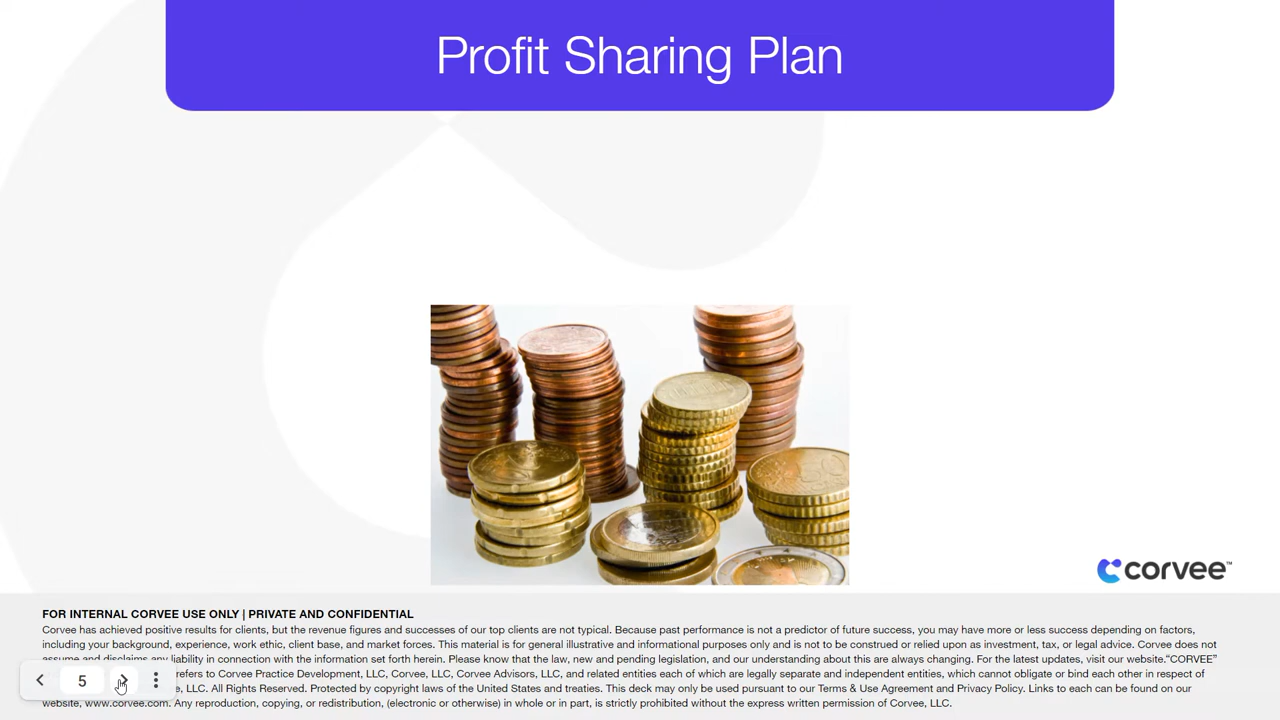 Profit Sharing Plan
corvee™
FOR INTERNAL CORVEE USE ONLY | PRIVATE AND CONFIDENTIAL
Corvee has achieved positive results for clients, but the revenue figures and successes of our top clients are not typical. Because past performance is not a predictor of future success, you may have more or less success depending on factors,
including your background, experience, work ethic, client base, and market forces. This material is for general illustrative and informational purposes only and is not to be construed or relied upon as investment, tax, or legal advice. Corvee does not
assume and disclaims any liability in connection with the information set forth herein. Please know that the law, new and pending legislation, and our understanding about this are always changing. For the latest updates, visit our website.“CORVEE”
refers to Corvee Practice Development, LLC, Corvee, LLC, Corvee Advisors, LLC, and related entities each of which are legally separate and independent entities, which cannot obligate or bind each other in respect of
5
, LLC. All Rights Reserved. Protected by copyright laws of the United States and treaties. This deck may only be used pursuant to our Terms & Use Agreement and Privacy Policy. Links to each can be found on our
website, www.corvee.com. Any reproduction, copying, or redistribution, (electronic or otherwise) in whole or in part, is strictly prohibited without the express written permission of Corvee, LLC.